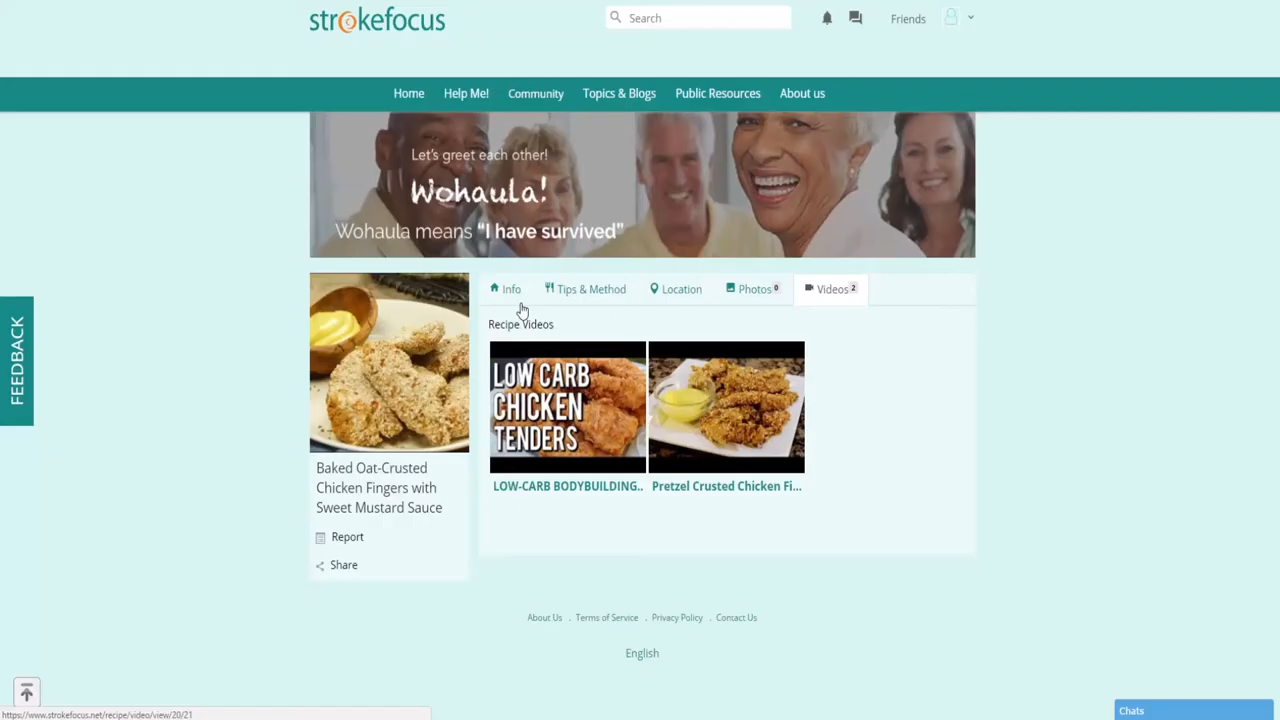 strokefocus
Search
Friends
Home Help Me! Community Topics & Blogs Public Resources About us
Let's greet each other!
Wohaula!
Wohaula means "I have survived"
FEEDBACK
Info Tips & Method Location Photos 0 Videos 2
Recipe Videos
LOW CARB
CHICKEN
TENDERS
LOW-CARB BODYBUILDING.. Pretzel Crusted Chicken Fi...
Baked Oat-Crusted
Chicken Fingers with
Sweet Mustard Sauce
Report
Share
About Us . Terms of Service . Privacy Policy . Contact Us
English
https://www.strokefocus.net/recipe/video/view/20/21
Chats